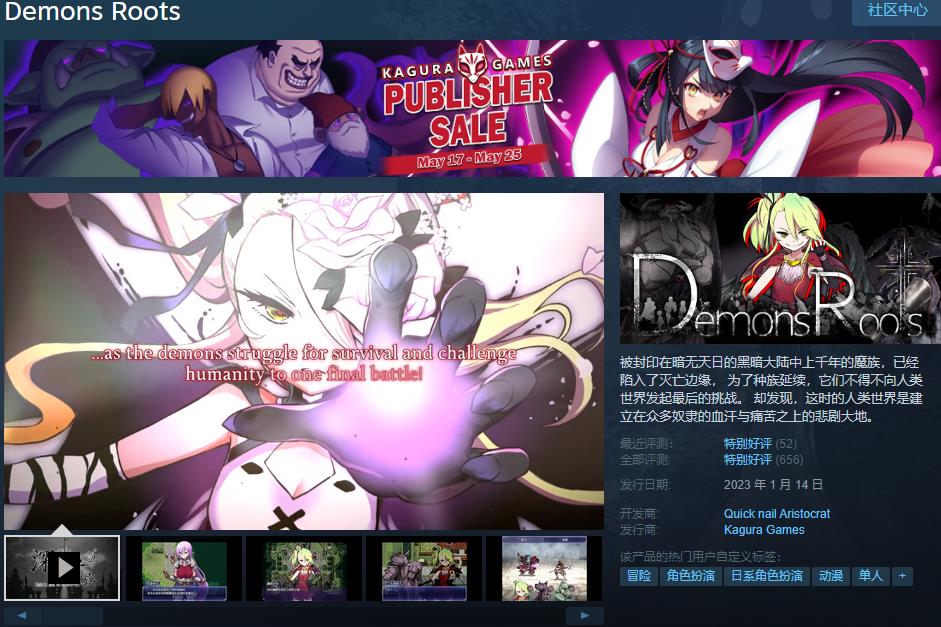 Demons Roots
社区中心
KAGURA GAMES
PUBLISHER
SALE
May 17 - May 25
...as the demons struggle for survival and challenge
humanity to one final battle!
Demons Roots
被封印在暗无天日的黑暗大陆中上千年的魔族，已经
陷入了灭亡边缘， 为了种族延续，它们不得不向人类
世界发起最后的挑战。 却发现，这时的人类世界是建
立在众多奴隶的血汗与痛苦之上的悲剧大地。
最近评测： 特别好评 (52)
全部评测： 特别好评 (656)
发行日期: 2023 年 1 月 14 日
开发商: Quick nail Aristocrat
发行商: Kagura Games
该产品的热门用户自定义标签：
冒险 角色扮演 日系角色扮演 动漫 单人 +